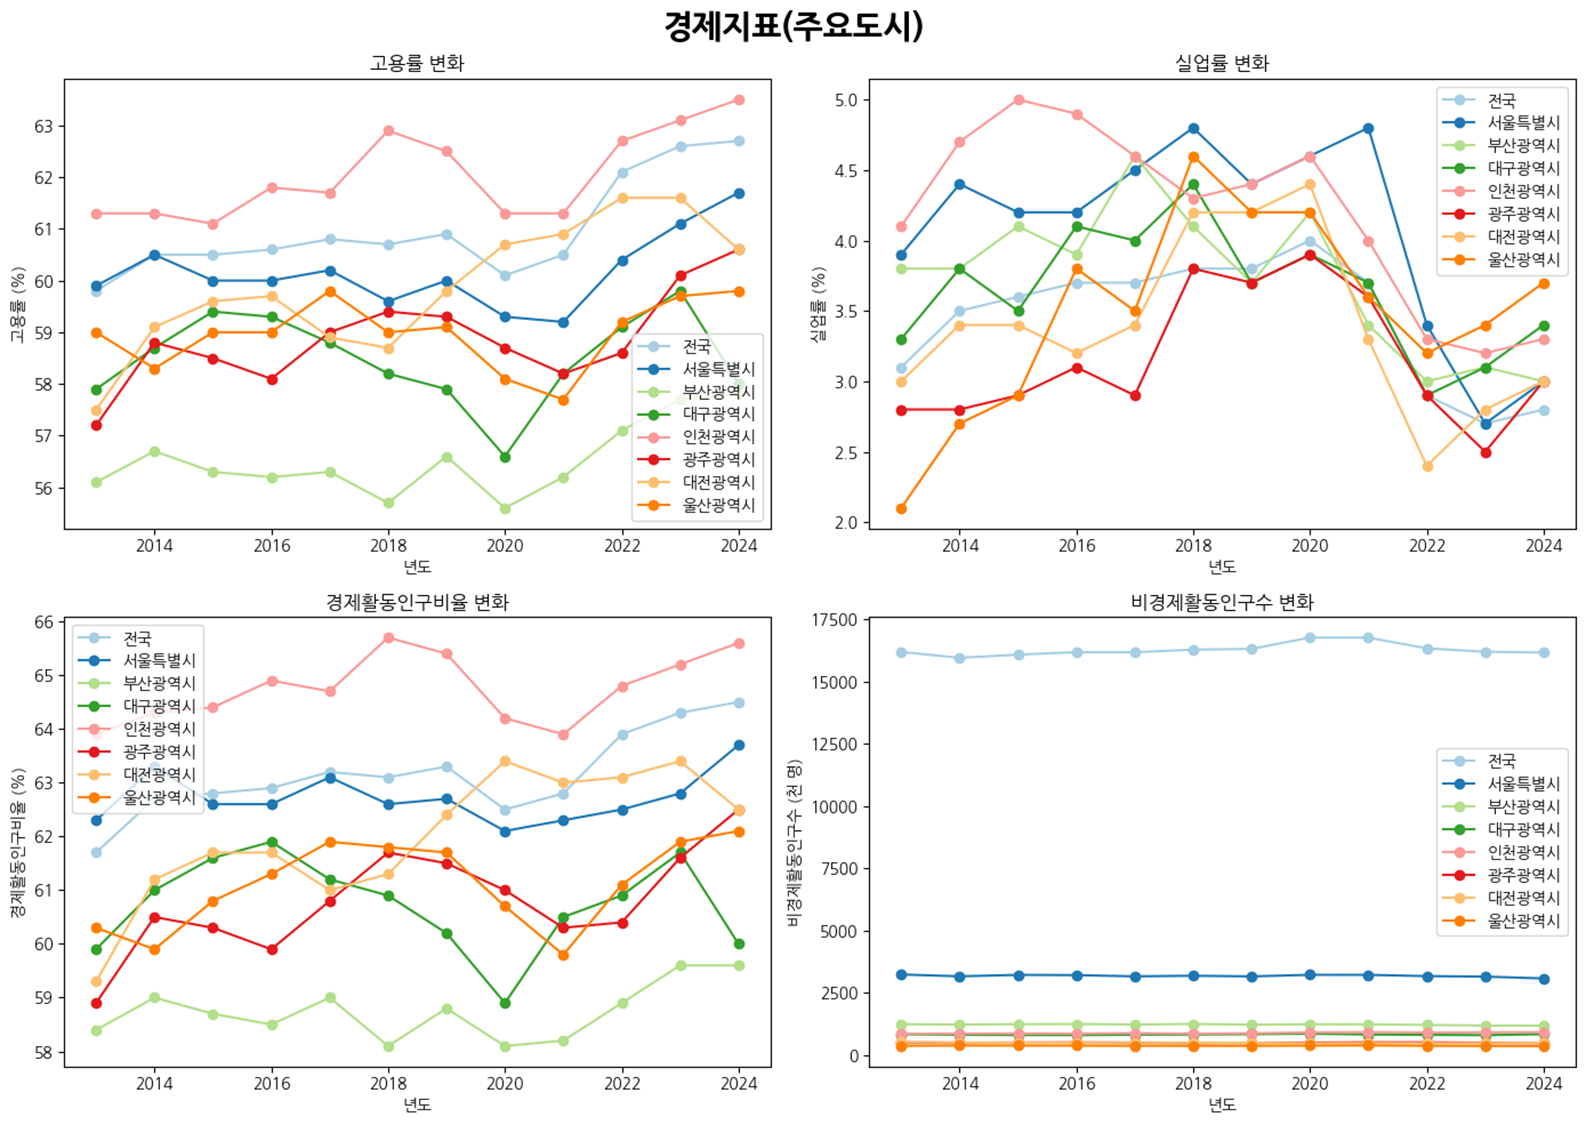 경제지표(주요도시)
고용률 변화
고용률 (%)
63
62
61
60
59
58
57
56
2014
2016
2018
2020
2022
2024
년도
전국
서울특별시
부산광역시
대구광역시
인천광역시
광주광역시
대전광역시
울산광역시
실업률 변화
실업률 (%)
5.0
4.5
4.0
3.5
3.0
2.5
2.0
2014
2016
2018
2020
2022
2024
년도
전국
서울특별시
부산광역시
대구광역시
인천광역시
광주광역시
대전광역시
울산광역시
경제활동인구비율 변화
경제활동인구비율 (%)
66
65
64
63
62
61
60
59
58
2014
2016
2018
2020
2022
2024
년도
전국
서울특별시
부산광역시
대구광역시
인천광역시
광주광역시
대전광역시
울산광역시
비경제활동인구수 변화
비경제활동인구수 (천 명)
17500
15000
12500
10000
7500
5000
2500
0
2014
2016
2018
2020
2022
2024
년도
전국
서울특별시
부산광역시
대구광역시
인천광역시
광주광역시
대전광역시
울산광역시